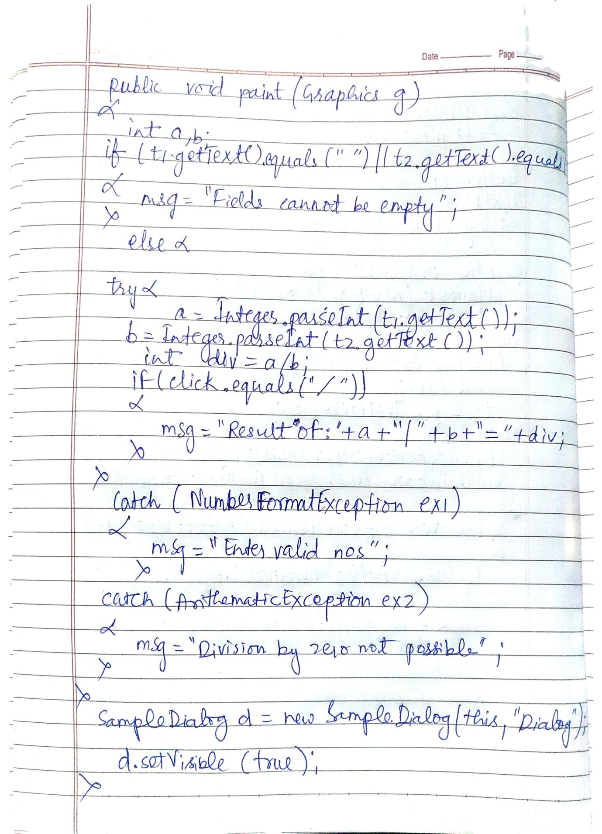 Date Page
public void paint (Graphics g)
{
int a,b;
if (t1.getText().equals (" ") || t2.getText().equals
{
msg = "Fields cannot be empty";
}
else {
try {
a = Integer.parseInt (t1.getText());
b = Integer.parseInt (t2.getText ());
int div = a/b;
if (click.equals ("/"))
{
msg = "Result of:"+a+"/"+b+"="+div;
}
}
catch (NumberFormatException ex1)
{
msg = "Enter valid nos";
}
catch (ArithematicException ex2)
{
msg = "Division by zero not possible";
}
}
SampleDialog d = new SampleDialog (this, "Dialog");
d.setVisible (true);
}